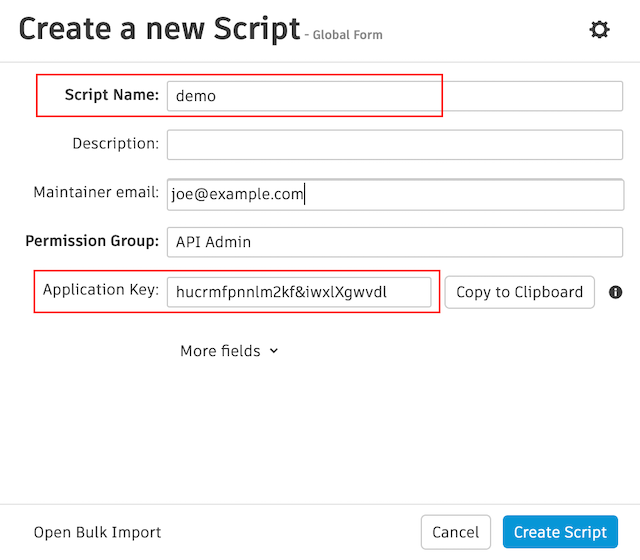 Create a new Script - Global Form
Script Name: demo
Description:
Maintainer email: joe@example.com
Permission Group: API Admin
Application Key: hucrmfpnnlm2kf&iwxlXgwvdl Copy to Clipboard
More fields
Open Bulk Import Cancel Create Script